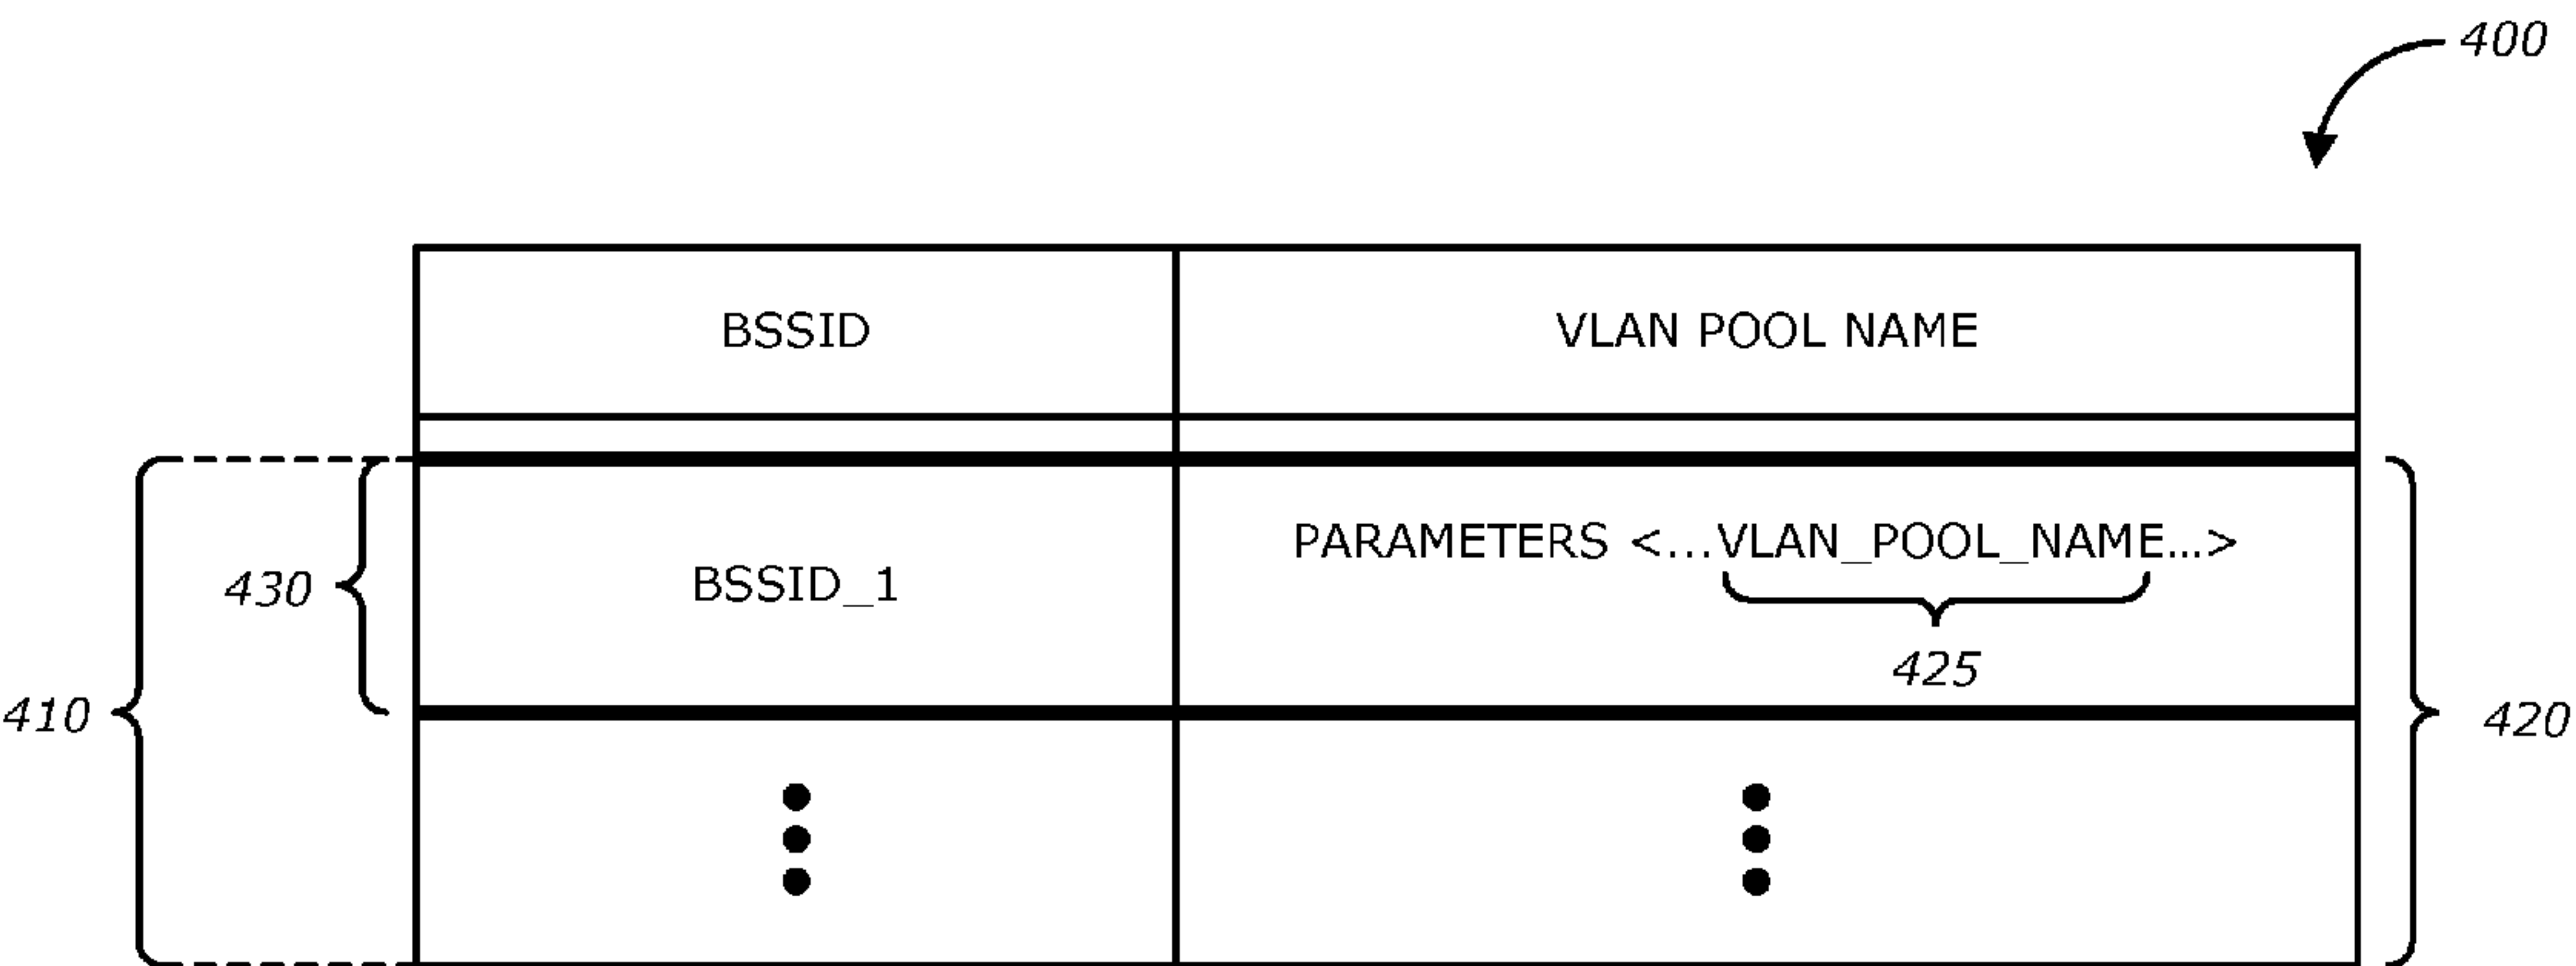 400
BSSID VLAN POOL NAME
PARAMETERS <...VLAN_POOL_NAME...>
430 BSSID_1
425
410 420